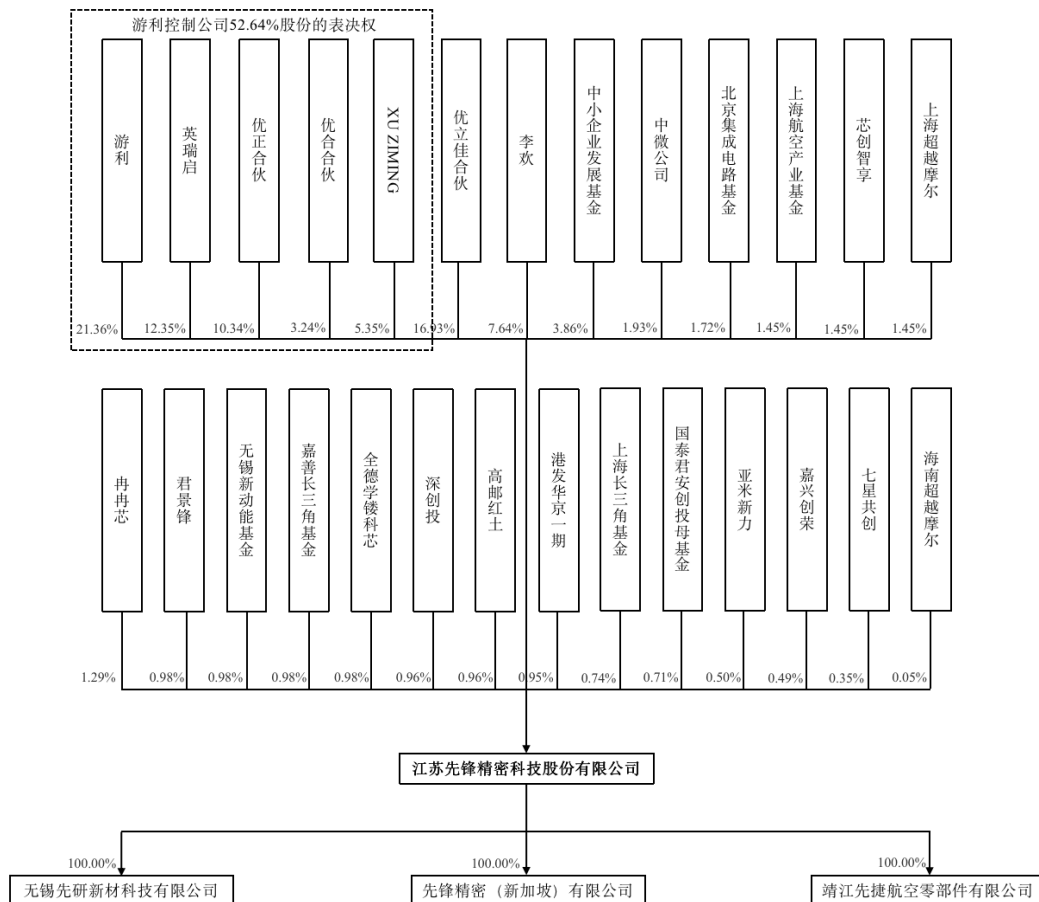 游利控制公司52.64%股份的表决权
游利
英瑞启
优正合伙
优合合伙
XU ZIMING
优立佳合伙
李欢
中小企业发展基金
中微公司
北京集成电路基金
上海航空产业基金
芯创智享
上海超越摩尔
21.36%
12.35%
10.34%
3.24%
5.35%
16.93%
7.64%
3.86%
1.93%
1.72%
1.45%
1.45%
1.45%
冉冉芯
君景锋
无锡新动能基金
嘉善长三角基金
全德学镂科芯
深创投
高邮红土
港发华京一期
上海长三角基金
国泰君安创投母基金
亚米新力
嘉兴创荣
七星共创
海南超越摩尔
1.29%
0.98%
0.98%
0.98%
0.98%
0.96%
0.96%
0.95%
0.74%
0.71%
0.50%
0.49%
0.35%
0.05%
江苏先锋精密科技股份有限公司
100.00%
100.00%
100.00%
无锡先研新材科技有限公司
先锋精密（新加坡）有限公司
靖江先捷航空零部件有限公司